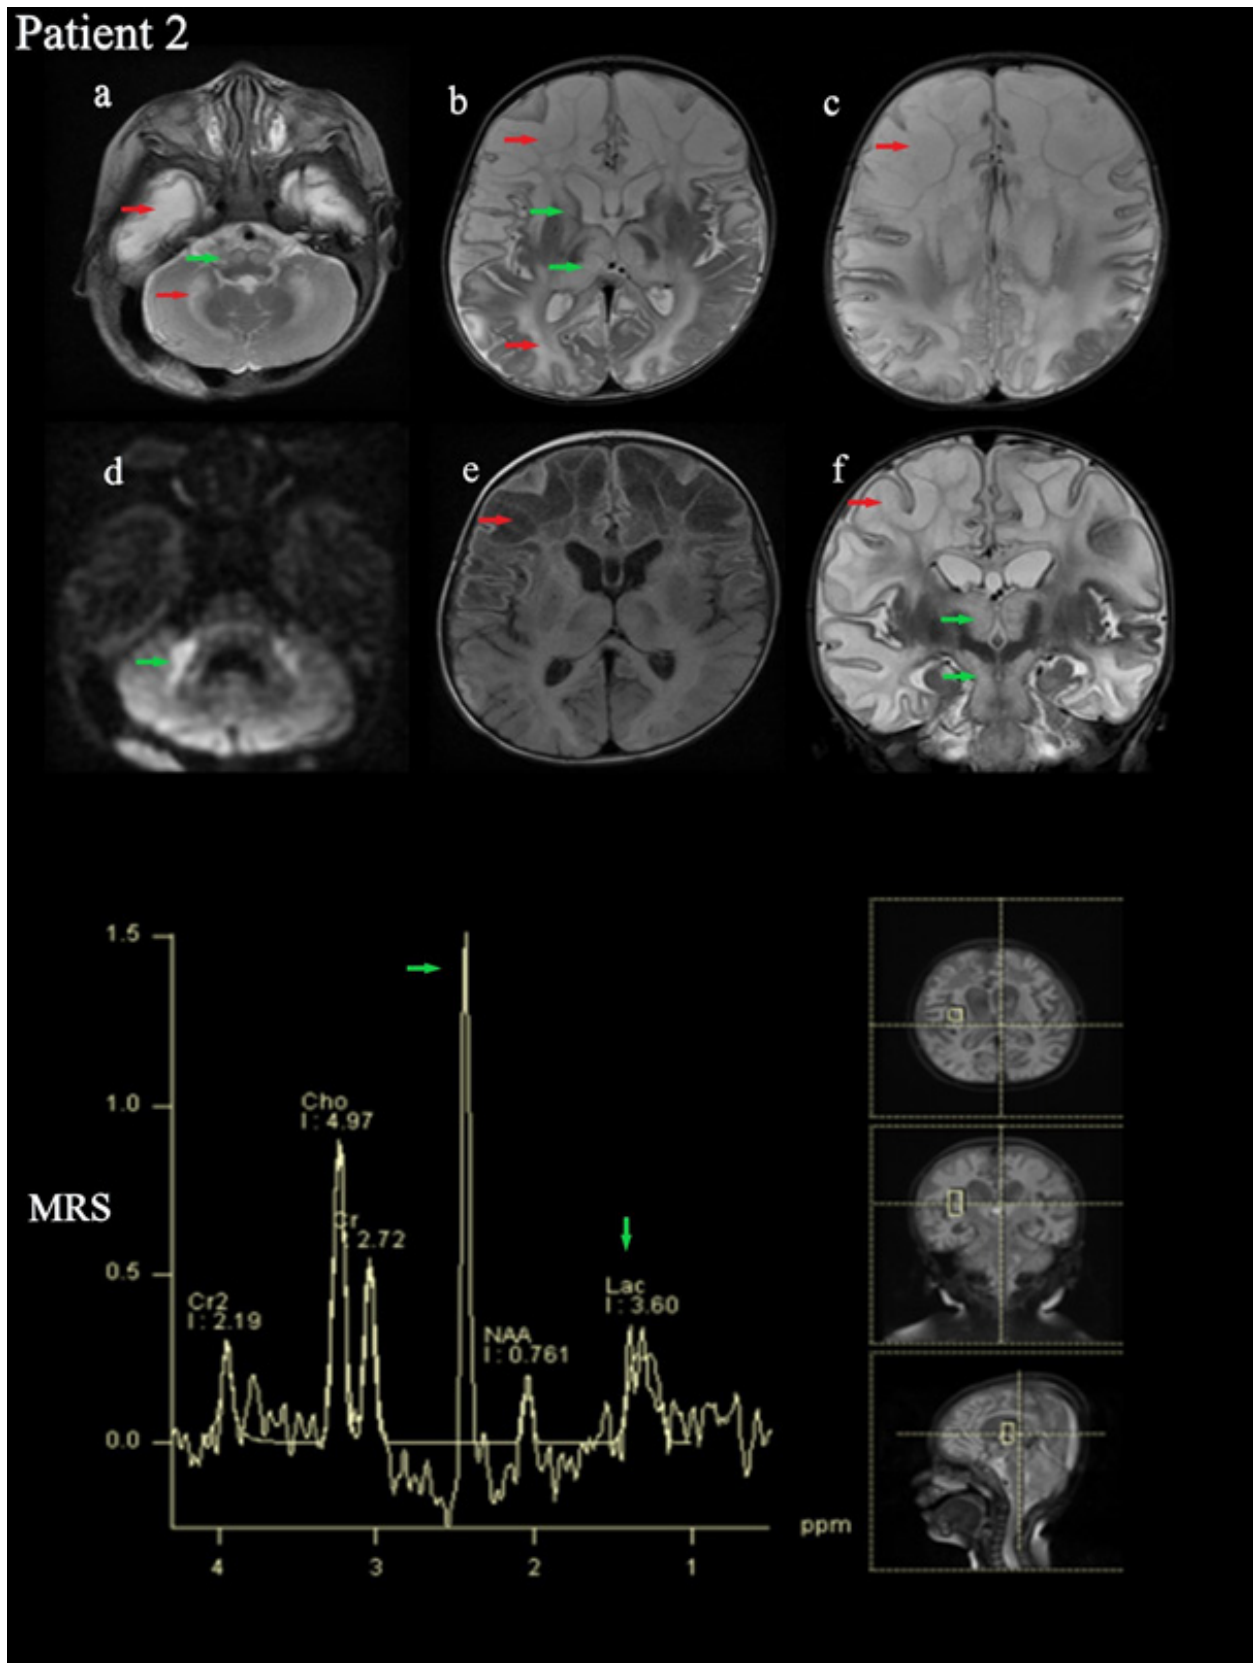 Patient 2
a
b
c
d
e
f
1.5
1.0
0.5
0.0
MRS
Cho
I : 4.97
Cr
2.72
Cr2
I : 2.19
NAA
I : 0.761
Lac
I : 3.60
4
3
2
1
ppm